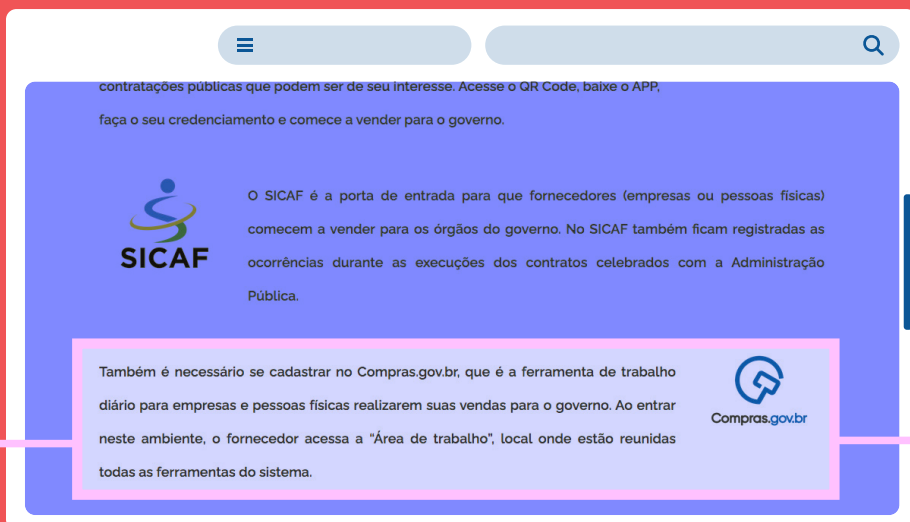 contratações públicas que podem ser de seu interesse. Acesse o QR Code, baixe o APP,
faça o seu credenciamento e comece a vender para o governo.
SICAF
O SICAF é a porta de entrada para que fornecedores (empresas ou pessoas físicas)
comecem a vender para os órgãos do governo. No SICAF também ficam registradas as
ocorrências durante as execuções dos contratos celebrados com a Administração
Pública.
Também é necessário se cadastrar no Compras.gov.br, que é a ferramenta de trabalho
diário para empresas e pessoas físicas realizarem suas vendas para o governo. Ao entrar
neste ambiente, o fornecedor acessa a “Área de trabalho”, local onde estão reunidas
todas as ferramentas do sistema.
Compras.gov.br